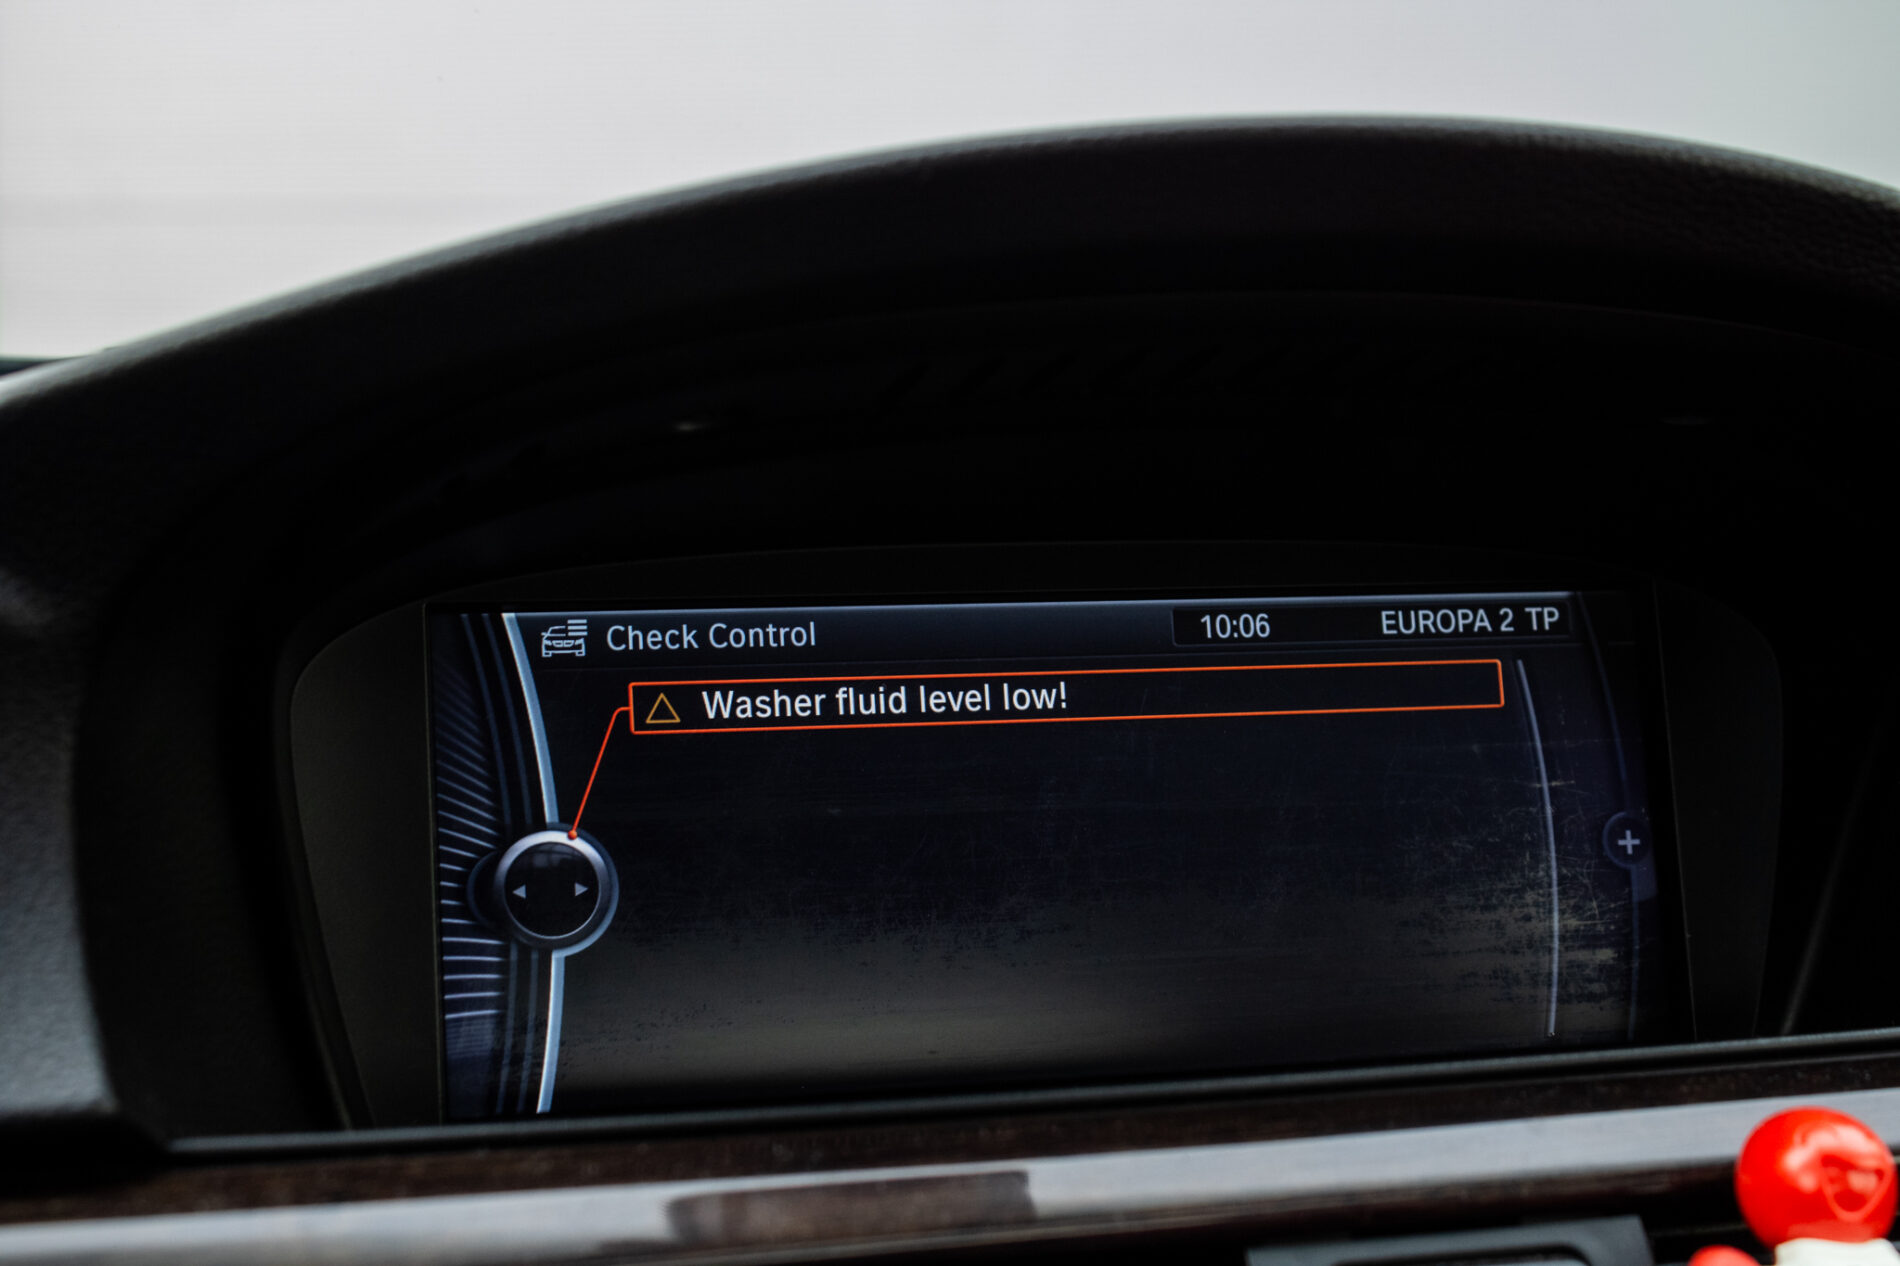 Check Control
10:06
EUROPA 2 TP
Washer fluid level low!